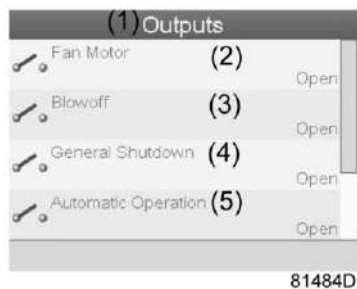 (1) Outputs
Fan Motor (2)
Open
Blowoff (3)
Open
General Shutdown (4)
Open
Automatic Operation (5)
Open
81484D